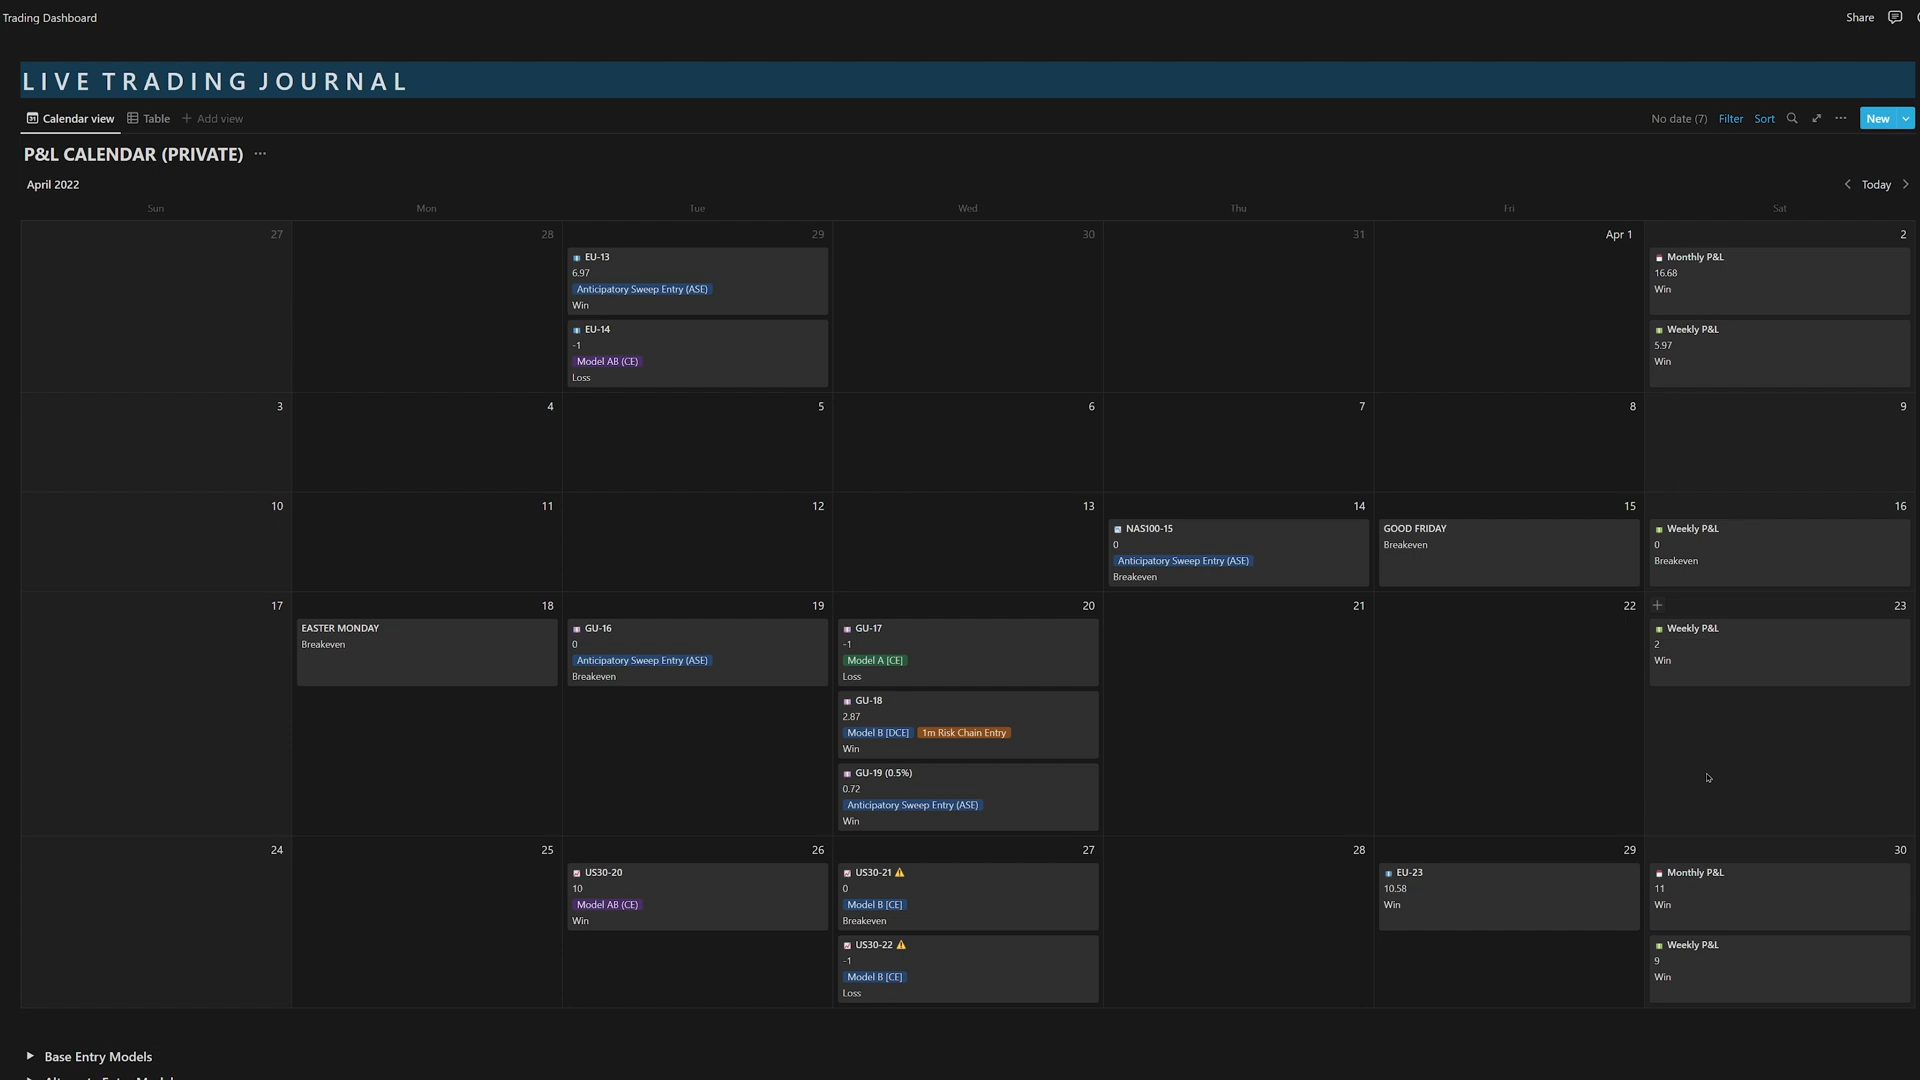 Trading Dashboard
Share
LIVE TRADING JOURNAL
Calendar view
Table
Add view
No date (7)
Filter
Sort
New
P&L CALENDAR (PRIVATE)
April 2022
Today
Sun
Mon
Tue
Wed
Thu
Fri
Sat
27
28
29
EU-13
6.97
Anticipatory Sweep Entry (ASE)
Win
EU-14
-1
Model AB (CE)
Loss
30
31
Apr 1
2
Monthly P&L
16.68
Win
Weekly P&L
5.97
Win
3
4
5
6
7
8
9
10
11
12
13
14
NAS100-15
0
Anticipatory Sweep Entry (ASE)
Breakeven
15
GOOD FRIDAY
Breakeven
16
Weekly P&L
0
Breakeven
17
18
EASTER MONDAY
Breakeven
19
GU-16
0
Anticipatory Sweep Entry (ASE)
Breakeven
20
GU-17
-1
Model A [CE]
Loss
GU-18
2.87
Model B [DCE] 1m Risk Chain Entry
Win
GU-19 (0.5%)
0.72
Anticipatory Sweep Entry (ASE)
Win
21
22
23
Weekly P&L
2
Win
24
25
26
US30-20
10
Model AB (CE)
Win
27
US30-21
0
Model B [CE]
Breakeven
US30-22
-1
Model B [CE]
Loss
28
29
EU-23
10.58
Win
30
Monthly P&L
11
Win
Weekly P&L
9
Win
Base Entry Models